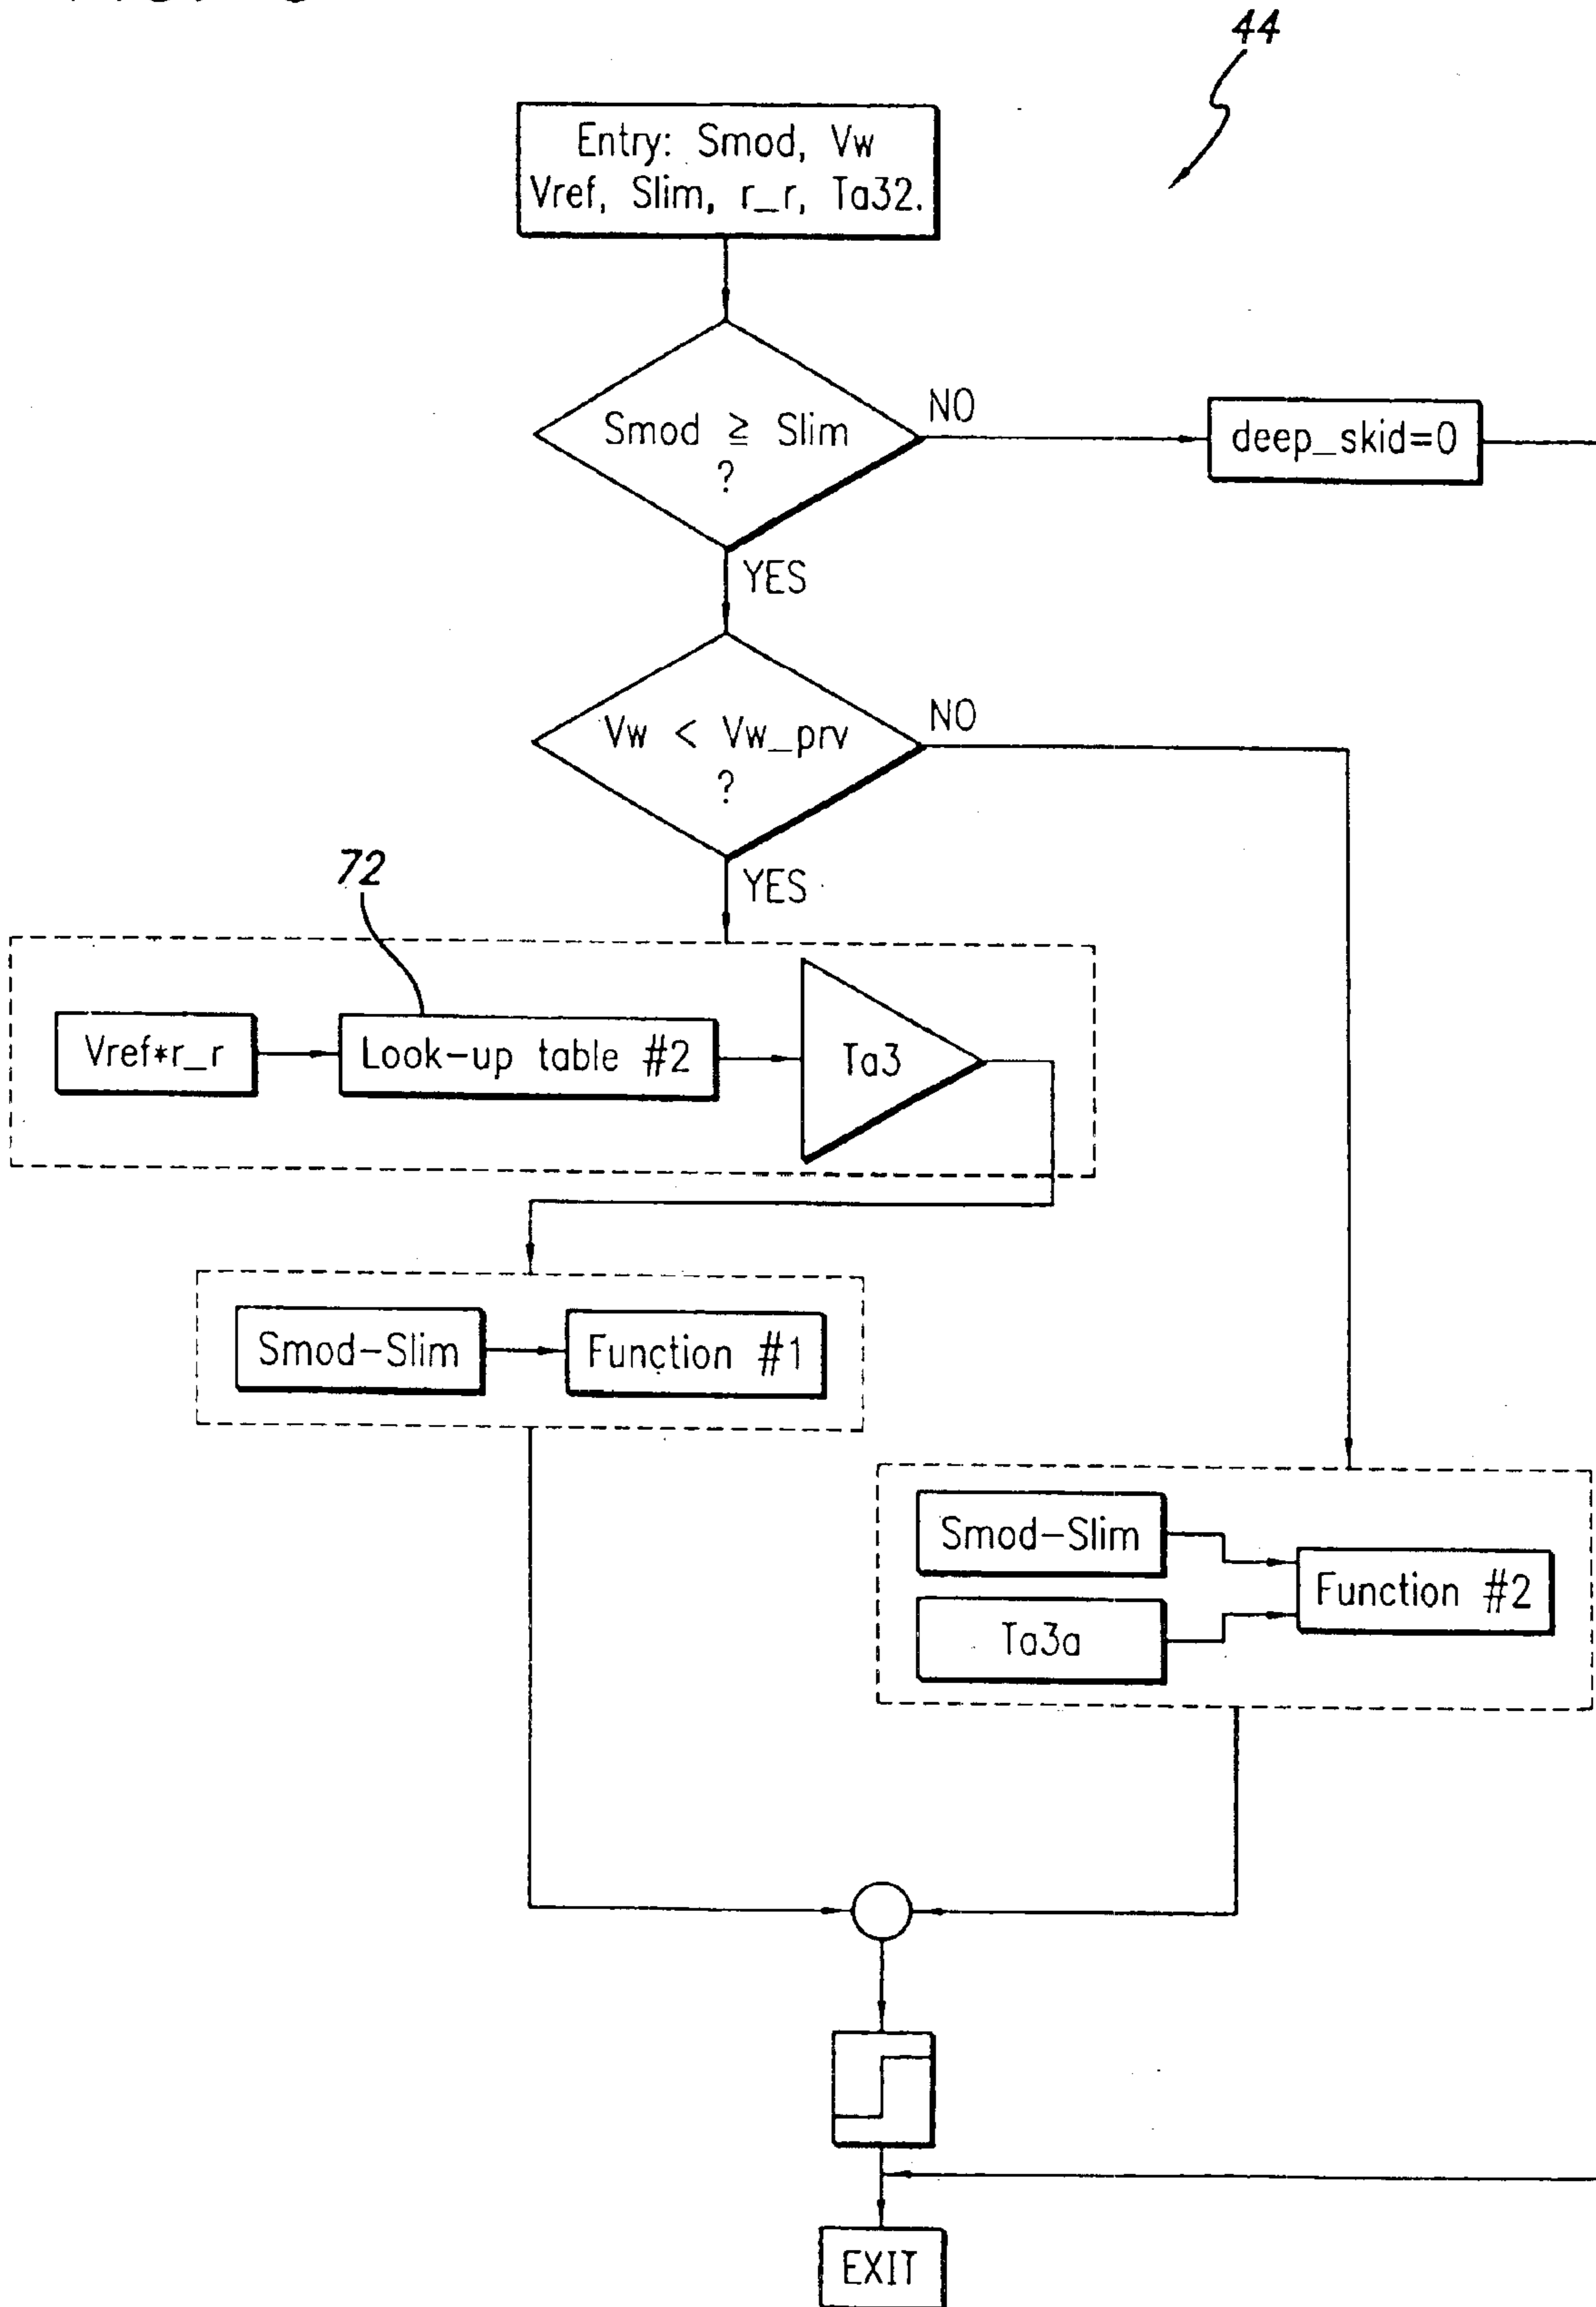 44
Entry: Smod, Vw
Vref, Slim, r_r, Ta32.
Smod ≧ Slim
?
NO
deep_skid=0
YES
Vw < Vw_prv
?
NO
YES
72
Vref*r_r
Look-up table #2
Ta3
Smod-Slim
Function #1
Smod-Slim
Ta3a
Function #2
EXIT